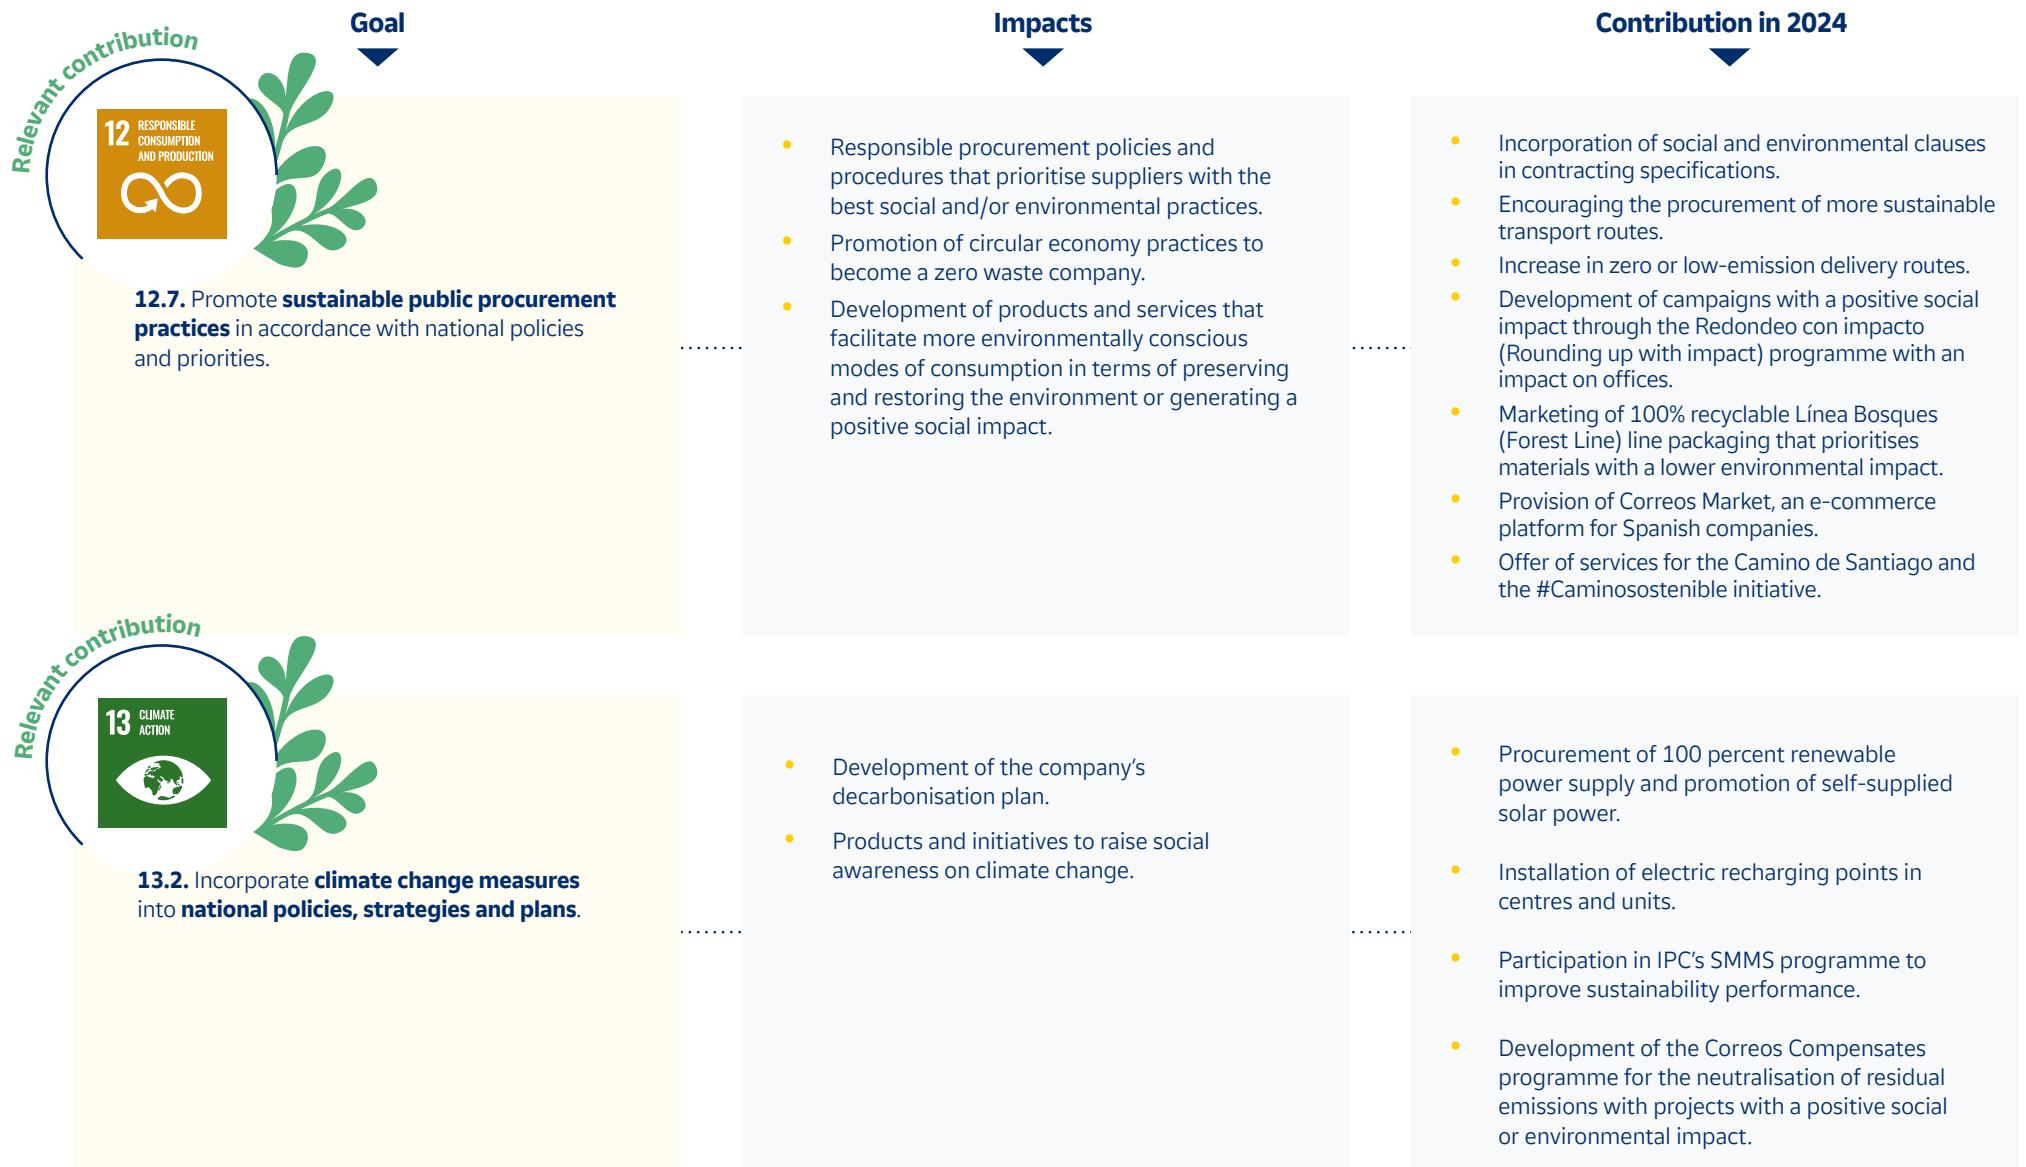 Goal
Impacts
Contribution in 2024
Relevant contribution
12 RESPONSIBLE
CONSUMPTION
AND PRODUCTION
12.7. Promote sustainable public procurement
practices in accordance with national policies
and priorities.
• Responsible procurement policies and
procedures that prioritise suppliers with the
best social and/or environmental practices.
• Promotion of circular economy practices to
become a zero waste company.
• Development of products and services that
facilitate more environmentally conscious
modes of consumption in terms of preserving
and restoring the environment or generating a
positive social impact.
• Incorporation of social and environmental clauses
in contracting specifications.
• Encouraging the procurement of more sustainable
transport routes.
• Increase in zero or low-emission delivery routes.
• Development of campaigns with a positive social
impact through the Redondeo con impacto
(Rounding up with impact) programme with an
impact on offices.
• Marketing of 100% recyclable Línea Bosques
(Forest Line) line packaging that prioritises
materials with a lower environmental impact.
• Provision of Correos Market, an e-commerce
platform for Spanish companies.
• Offer of services for the Camino de Santiago and
the #Caminosostenible initiative.
Relevant contribution
13 CLIMATE
ACTION
13.2. Incorporate climate change measures
into national policies, strategies and plans.
• Development of the company's
decarbonisation plan.
• Products and initiatives to raise social
awareness on climate change.
• Procurement of 100 percent renewable
power supply and promotion of self-supplied
solar power.
• Installation of electric recharging points in
centres and units.
• Participation in IPC's SMMS programme to
improve sustainability performance.
• Development of the Correos Compensates
programme for the neutralisation of residual
emissions with projects with a positive social
or environmental impact.